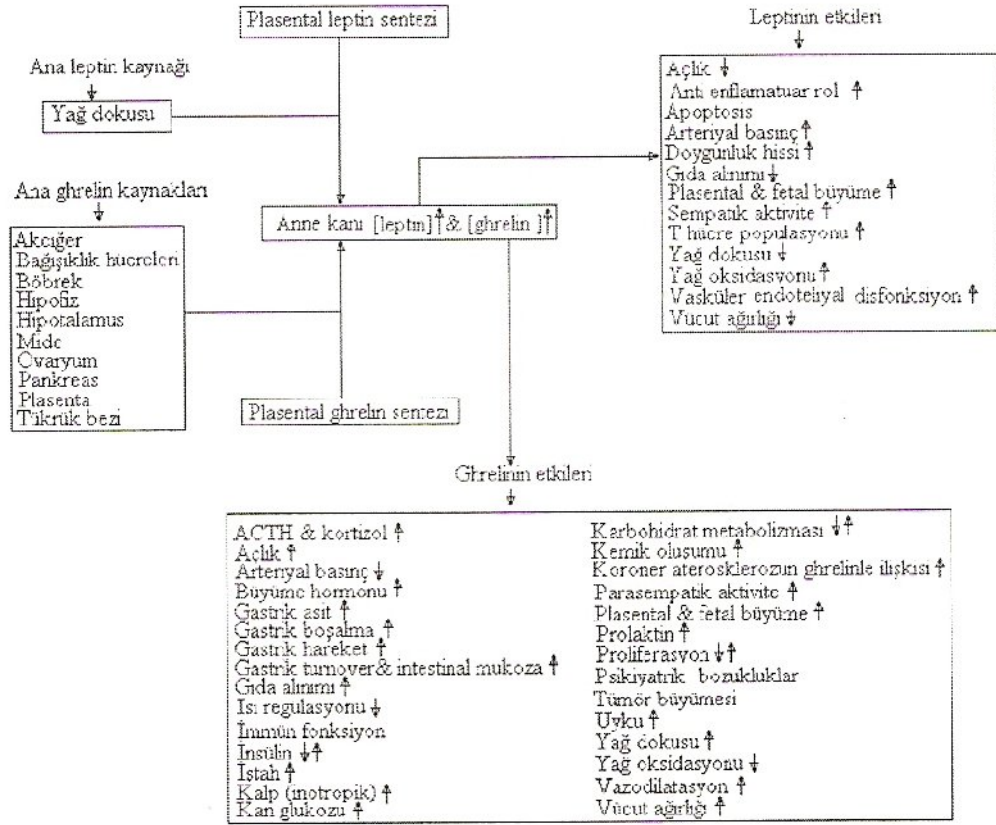 Plasental leptin sentezi
Ana leptin kaynağı
Yağ dokusu
Leptinin etkileri
Açlik ↓
Anti enflamatuar rol ↑
Apoptosis
Arteriyal basınç ↑
Doygunluk hissi ↑
Gıda alınımı ↓
Plasental & fetal büyüme ↑
Sempatik aktivite ↑
T hücre populasyonu ↑
Yağ dokusu ↓
Yağ oksidasyonu ↑
Vasküler endoteliyal disfonksiyon ↑
Vücut ağırlığı ↓
Ana ghrelin kaynakları
Akciğer
Bağışıklık hücreleri
Böbrek
Hipofiz
Hipotalamus
Mide
Ovaryum
Pankreas
Plasenta
Tükrük bezi
Anne kanı [leptin]↑ & [ghrelin]↑
Plasental ghrelin sentezi
Ghrelinin etkileri
ACTH & kortizol ↑
Açlik ↑
Arteriyal basınç ↓
Büyüme hormonu ↑
Gastrik asit ↑
Gastrik boşalma ↑
Gastrik hareket ↑
Gastrik turnover& intestinal mukoza ↑
Gıda alınımı ↑
Isı regulasyonu ↓
İmmün fonksiyon
İnsülin ↓↑
İştah ↑
Kalp (inotropik) ↑
Kan glukozu ↑
Karbohidrat metabolizması ↓↑
Kemik oluşumu ↑
Koroner aterosklerozun ghrelinle ilişkisi ↑
Parasempatik aktivite ↑
Plasental & fetal büyüme ↑
Prolaktin ↑
Proliferasyon ↓↑
Psikiyatrik bozukluklar
Tümör büyümesi
Uyku ↑
Yağ dokusu ↑
Yağ oksidasyonu ↓
Vazodilatasyon ↑
Vücut ağırlığı ↑